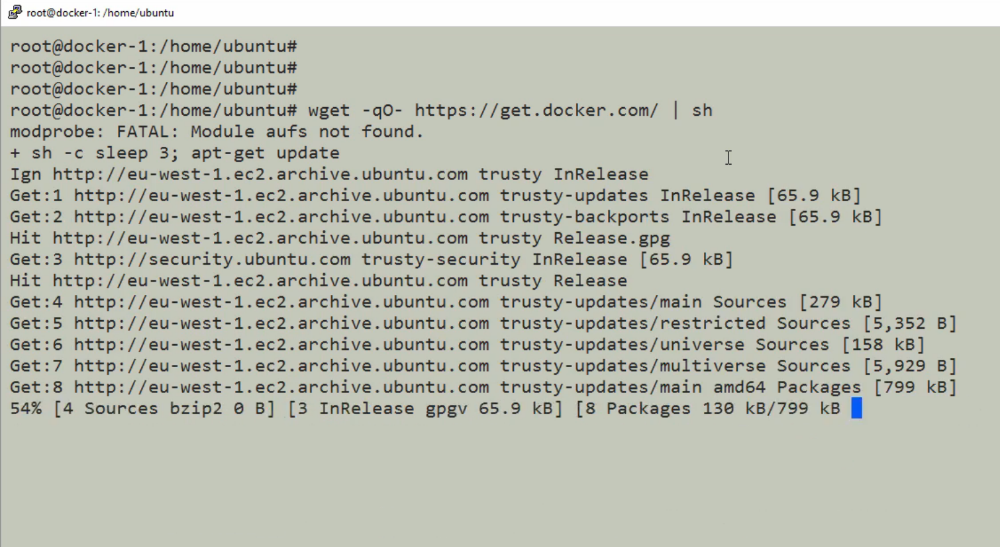 root@docker-1: /home/ubuntu
root@docker-1:/home/ubuntu#
root@docker-1:/home/ubuntu#
root@docker-1:/home/ubuntu#
root@docker-1:/home/ubuntu# wget -qO- https://get.docker.com/ | sh
modprobe: FATAL: Module aufs not found.
+ sh -c sleep 3; apt-get update
Ign http://eu-west-1.ec2.archive.ubuntu.com trusty InRelease
Get:1 http://eu-west-1.ec2.archive.ubuntu.com trusty-updates InRelease [65.9 kB]
Get:2 http://eu-west-1.ec2.archive.ubuntu.com trusty-backports InRelease [65.9 kB]
Hit http://eu-west-1.ec2.archive.ubuntu.com trusty Release.gpg
Get:3 http://security.ubuntu.com trusty-security InRelease [65.9 kB]
Hit http://eu-west-1.ec2.archive.ubuntu.com trusty Release
Get:4 http://eu-west-1.ec2.archive.ubuntu.com trusty-updates/main Sources [279 kB]
Get:5 http://eu-west-1.ec2.archive.ubuntu.com trusty-updates/restricted Sources [5,352 B]
Get:6 http://eu-west-1.ec2.archive.ubuntu.com trusty-updates/universe Sources [158 kB]
Get:7 http://eu-west-1.ec2.archive.ubuntu.com trusty-updates/multiverse Sources [5,929 B]
Get:8 http://eu-west-1.ec2.archive.ubuntu.com trusty-updates/main amd64 Packages [799 kB]
54% [4 Sources bzip2 0 B] [3 InRelease gpgv 65.9 kB] [8 Packages 130 kB/799 kB